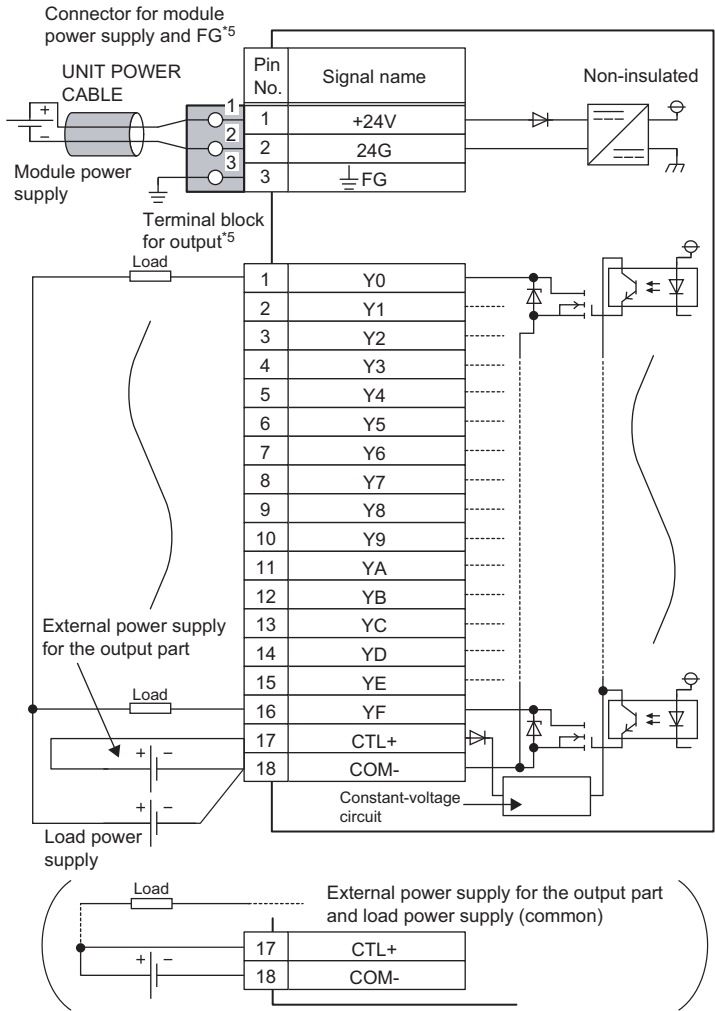 Connector for module
power supply and FG*5
UNIT POWER
CABLE
Pin
No.
Signal name
Non-insulated
+
−
1
2
3
1 +24V
2 24G
3 FG
Module power
supply
Terminal block
for output*5
Load
1 Y0
2 Y1
3 Y2
4 Y3
5 Y4
6 Y5
7 Y6
8 Y7
9 Y8
10 Y9
11 YA
12 YB
13 YC
14 YD
15 YE
16 YF
17 CTL+
18 COM-
External power supply
for the output part
Load
+ −
+ −
Load power
supply
Constant-voltage
circuit
Load
External power supply for the output part
and load power supply (common)
+ −
17 CTL+
18 COM-